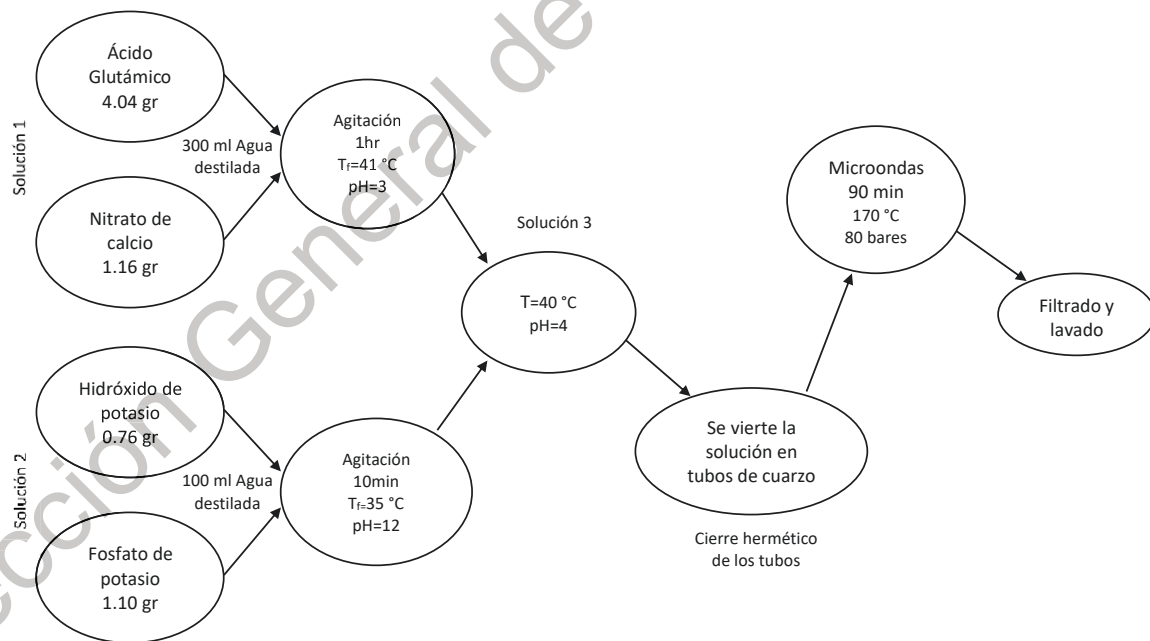 Solución 1
Ácido
Glutámico
4.04 gr
300 ml Agua
destilada
Nitrato de
calcio
1.16 gr
Agitación
1hr
Tf=41 °C
pH=3
Solución 2
Hidróxido de
potasio
0.76 gr
100 ml Agua
destilada
Fosfato de
potasio
1.10 gr
Agitación
10min
Tf=35 °C
pH=12
Solución 3
T=40 °C
pH=4
Se vierte la
solución en
tubos de cuarzo
Cierre hermético
de los tubos
Microondas
90 min
170 °C
80 bares
Filtrado y
lavado
ección General de